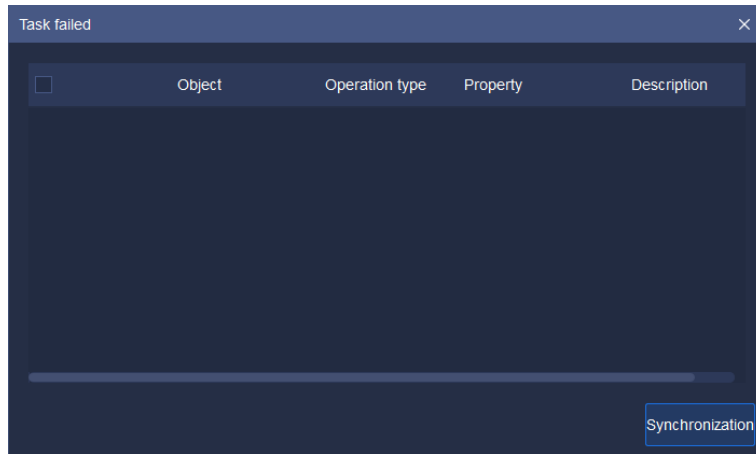 Task failed
Object Operation type Property Description
Synchronization